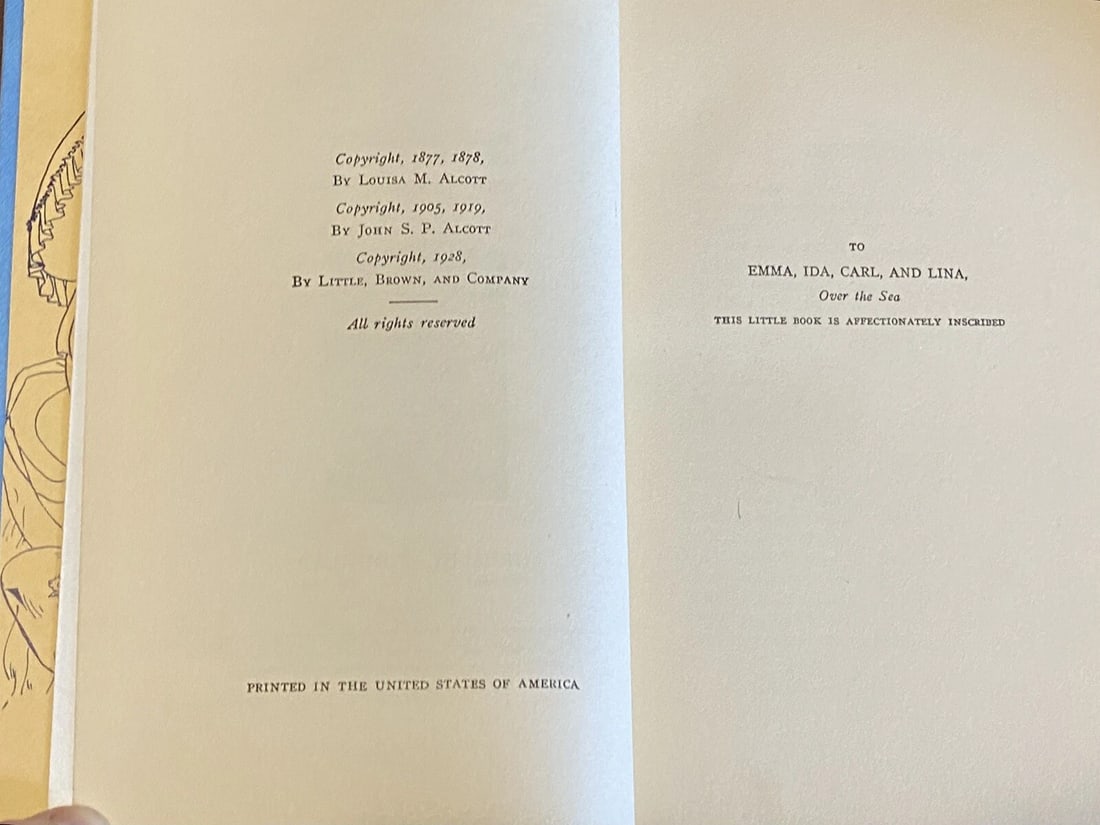 Copyright, 1877, 1878,
By Louisa M. Alcott
Copyright, 1905, 1919,
By John S. P. Alcott
Copyright, 1928,
By Little, Brown, and Company
All rights reserved
PRINTED IN THE UNITED STATES OF AMERICA
TO
EMMA, IDA, CARL, AND LINA,
Over the Sea
THIS LITTLE BOOK IS AFFECTIONATELY INSCRIBED